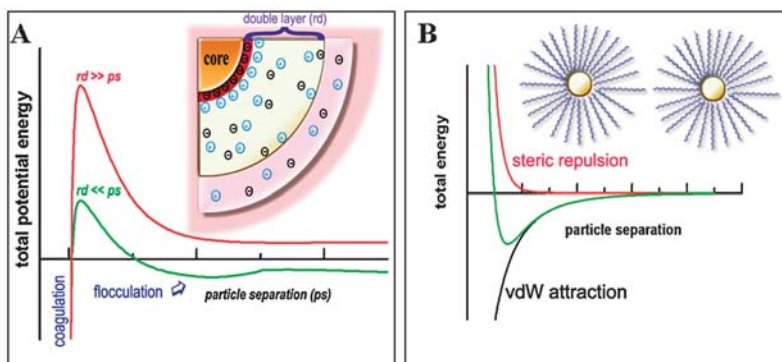 A
double layer (rd)
core
rd >> ps
rd << ps
total potential energy
coagulation
flocculation
particle separation (ps)
B
steric repulsion
total energy
particle separation
vdW attraction